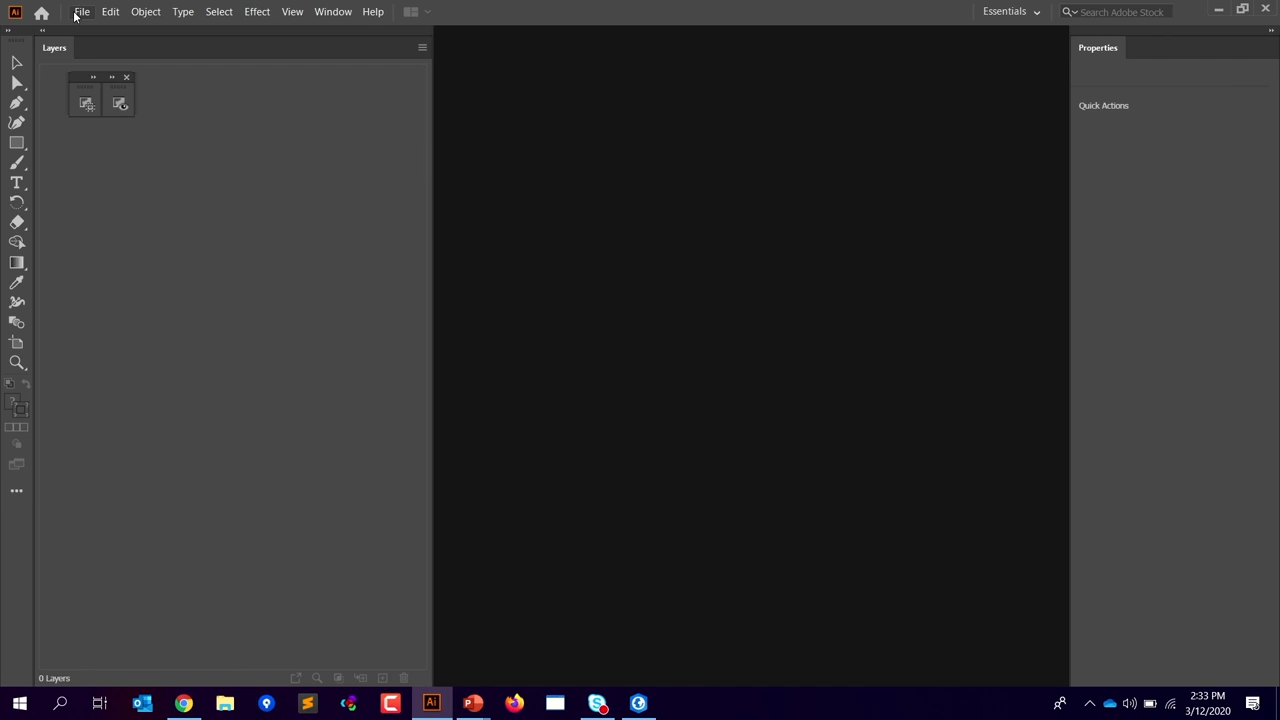 Ai File Edit Object Type Select Effect View Window Help Essentials Search Adobe Stock
Layers
Properties
Quick Actions
0 Layers
Ai
2:33 PM
3/12/2020